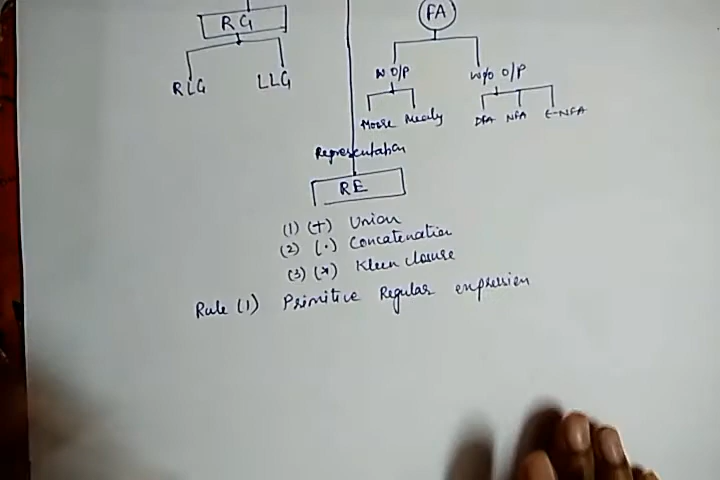 RG
FA
RLG LLG
W O/P W/o O/P
Moore Mealy DFA NFA E-NFA
Representation
RE
(1) (+) Union
(2) (.) Concatenation
(3) (*) Kleen closure
Rule (1) Primitive Regular expression